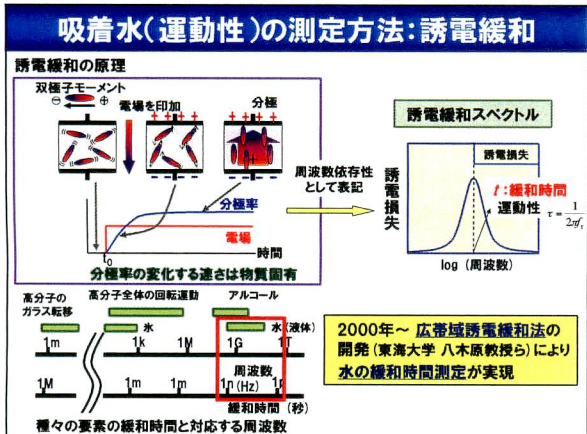 吸着水(運動性)の測定方法:誘電緩和
誘電緩和の原理
双極子モーメント
⊖ ⊕
電場を印加
分極
誘電緩和スペクトル
周波数依存性
として表記
分極率
電場
t₀
時間
分極率の変化する速さは物質固有
誘電損失
誘電損失
t:緩和時間
運動性
τ = 1/2πfτ
log (周波数)
高分子の
ガラス転移
高分子全体の回転運動
アルコール
氷
水(液体)
1m 1k 1M 1G 1T
周波数
(Hz)
1M 1m 1m 1n 1p
緩和時間 (秒)
種々の要素の緩和時間と対応する周波数
2000年~ 広帯域誘電緩和法の
開発(東海大学 八木原教授ら)により
水の緩和時間測定が実現